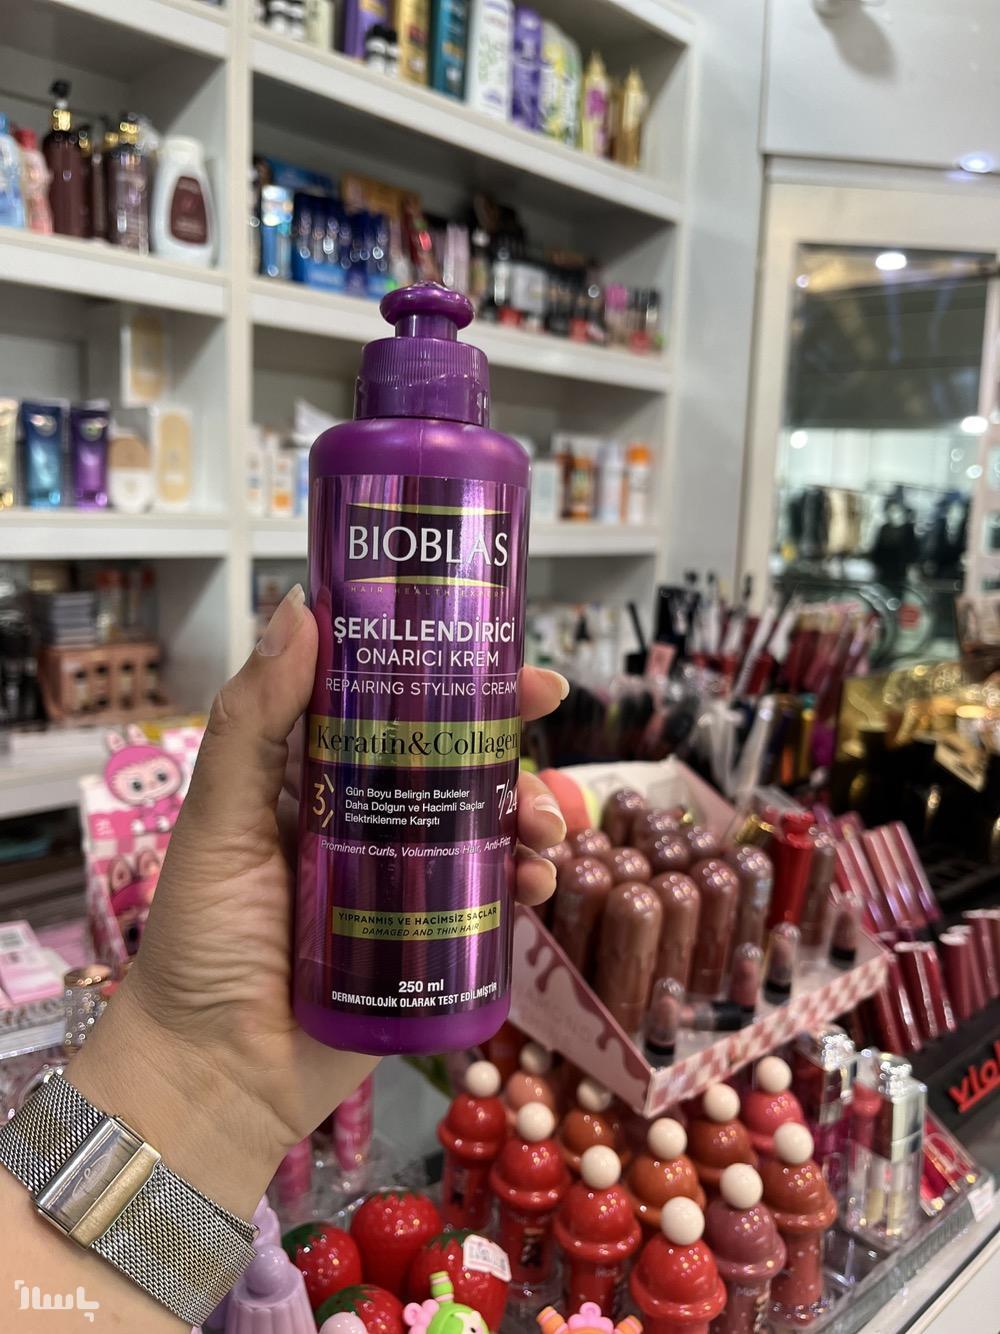 BIOBLAS
HAIR HEALTH EXPERT
ŞEKİLLENDİRİCİ
ONARICI KREM
REPAIRING STYLING CREAM
Keratin&Collagen
3
Gün Boyu Belirgin Bukleler
Daha Dolgun ve Hacimli Saçlar
Elektriklenme Karşıtı
7/24
Prominent Curls, Voluminous Hair, Anti-Frizz
YIPRANMIŞ VE HACİMSİZ SAÇLAR
DAMAGED AND THIN HAIR
250 ml
DERMATOLOJİK OLARAK TEST EDİLMİŞTİR
پاساژ